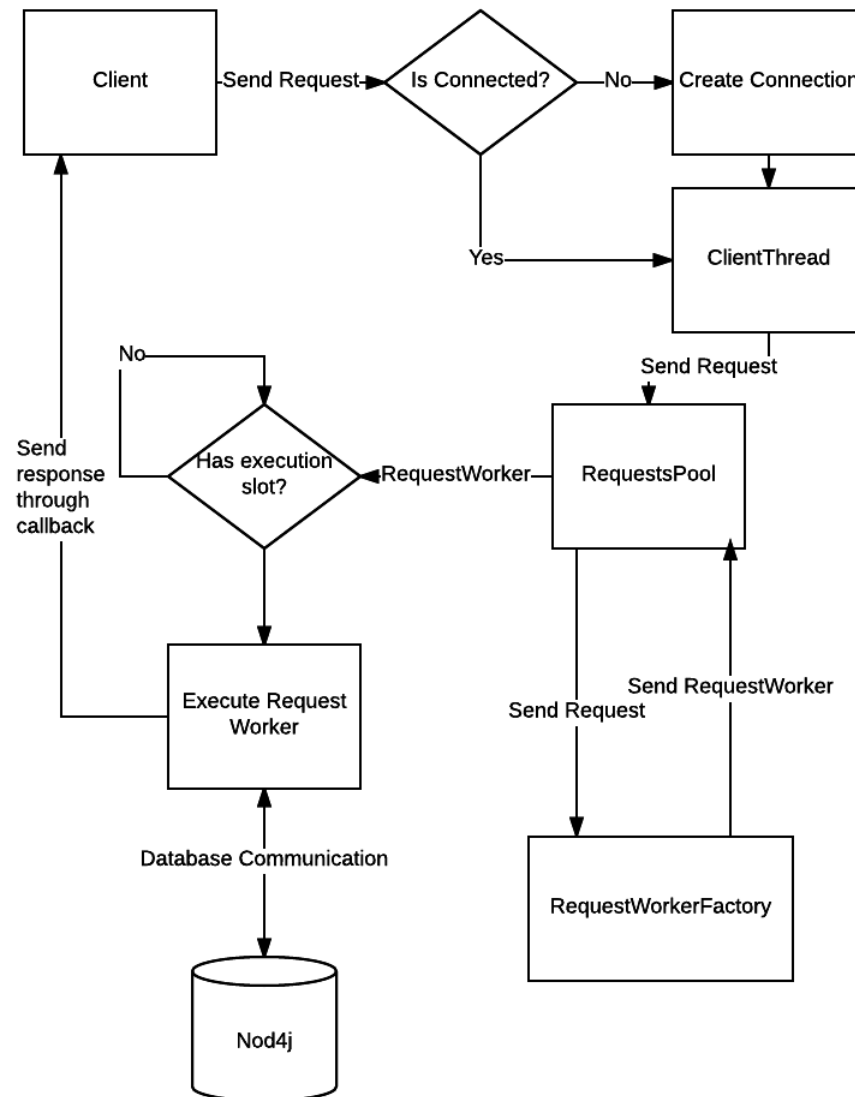 Client
Send Request
Is Connected?
No
Create Connection
Yes
ClientThread
Send Request
No
Has execution
slot?
RequestWorker
RequestsPool
Send
response
through
callback
Execute Request
Worker
Send Request
Send RequestWorker
Database Communication
RequestWorkerFactory
Nod4j